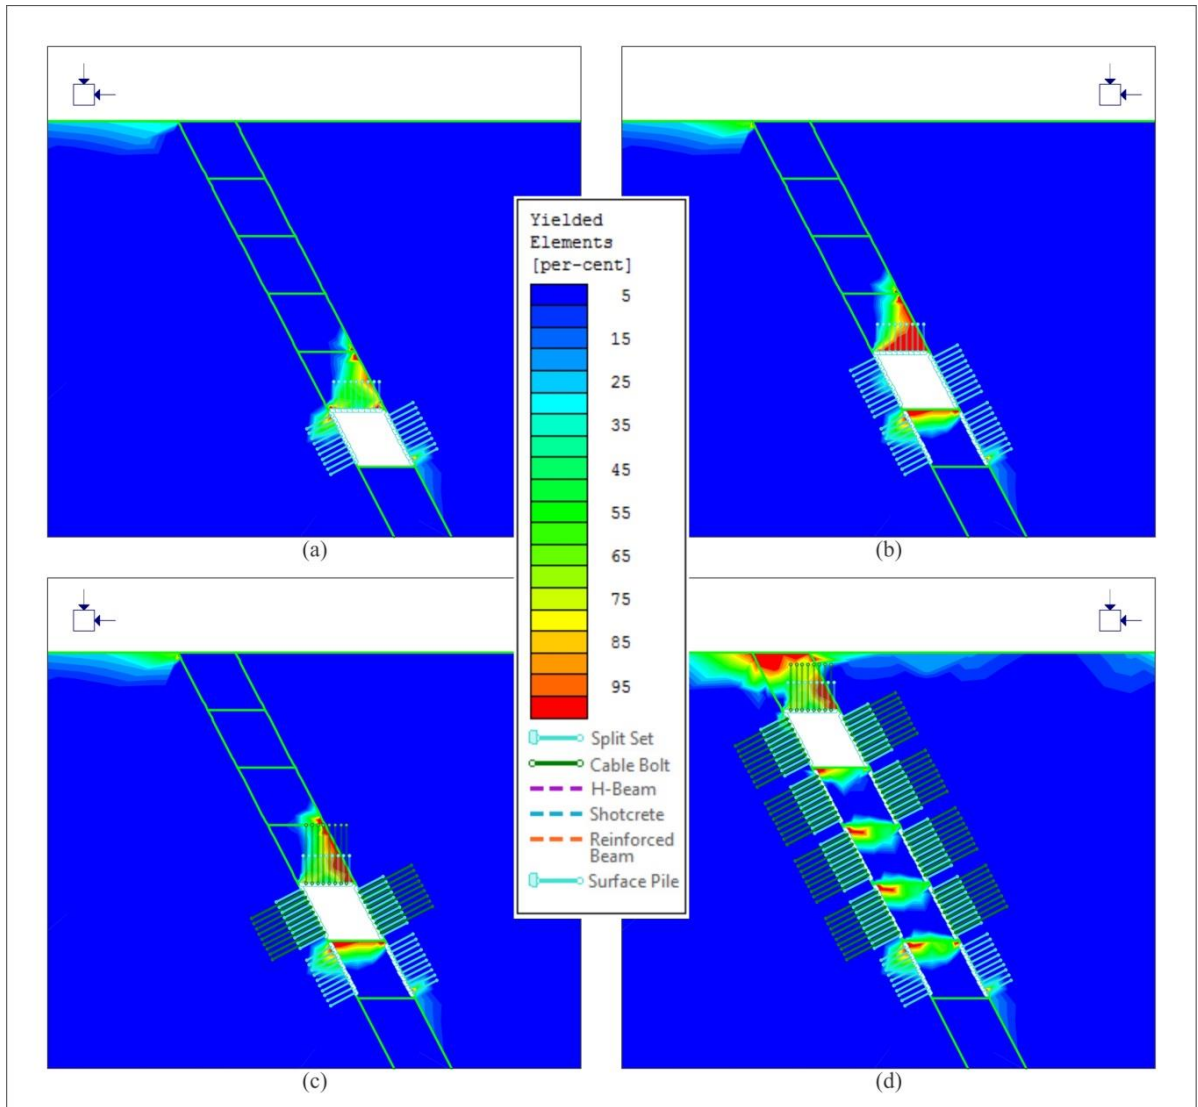 (a)
(b)
Yielded
Elements
[per-cent]
5
15
25
35
45
55
65
75
85
95
Split Set
Cable Bolt
H-Beam
Shotcrete
Reinforced
Beam
Surface Pile
(c)
(d)